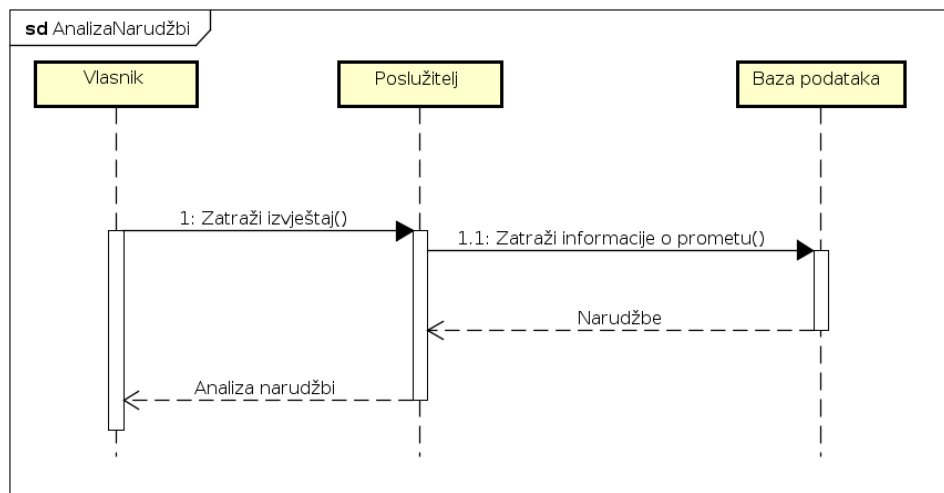 sd AnalizaNarudžbi
Vlasnik
Poslužitelj
Baza podataka
1: Zatraži izvještaj()
1.1: Zatraži informacije o prometu()
Narudžbe
Analiza narudžbi